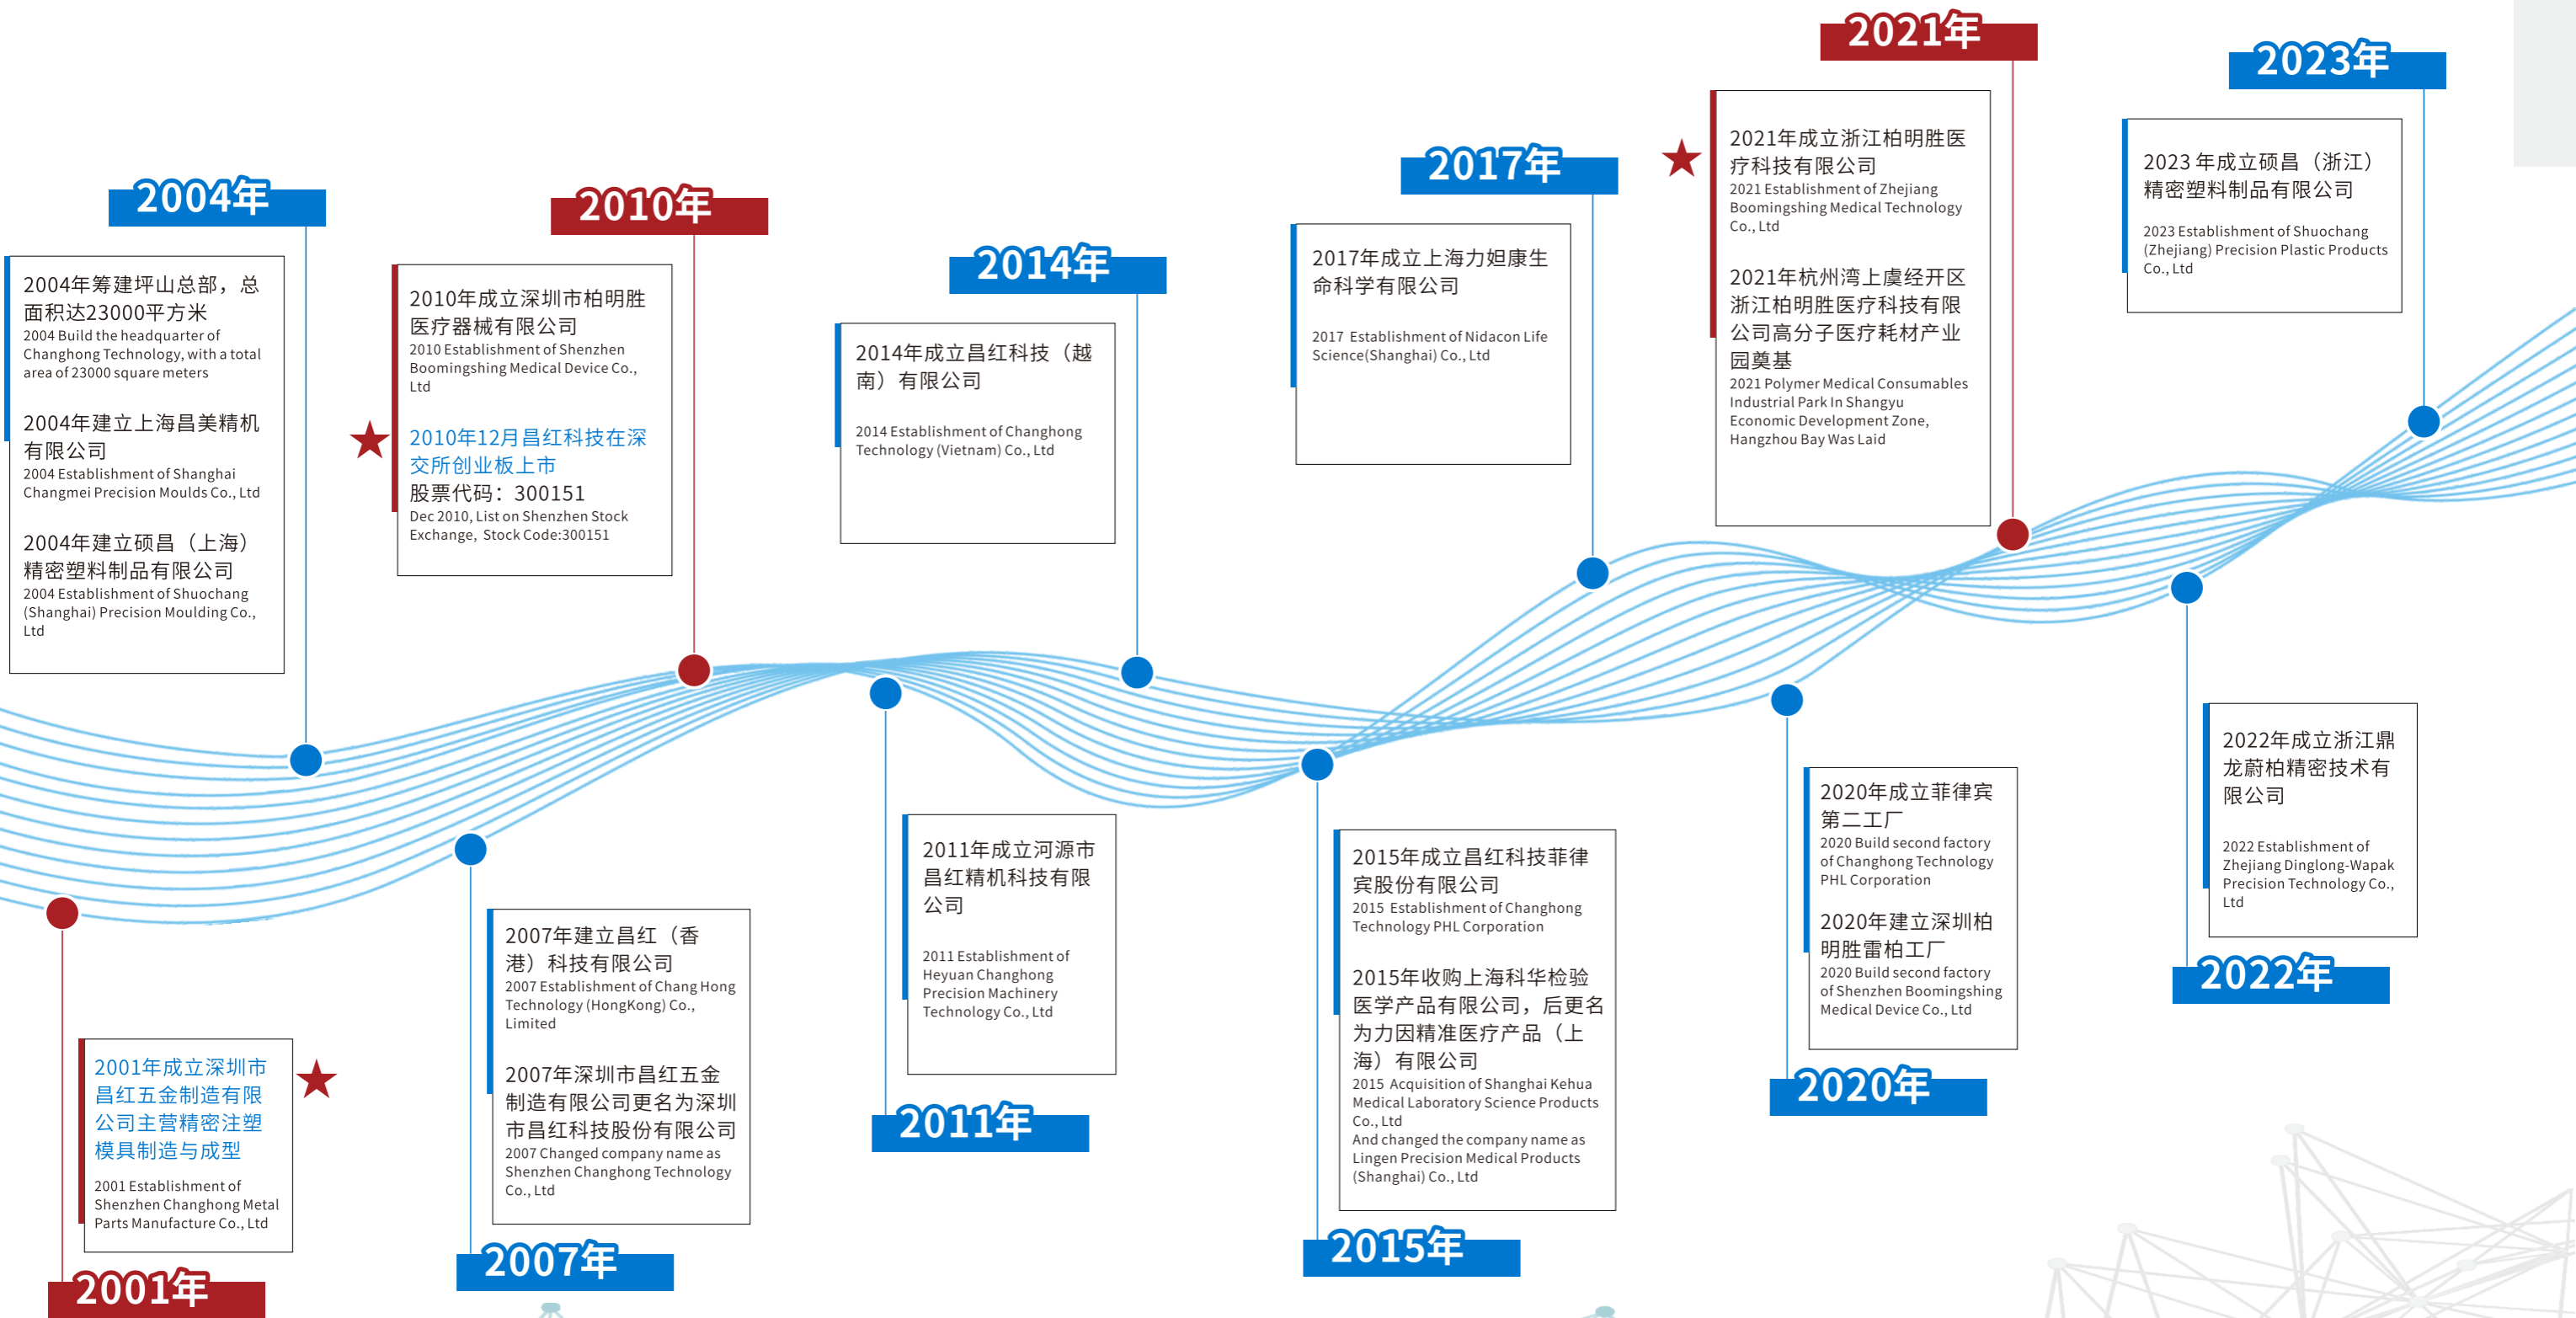 2001年
2001年成立深圳市
昌红五金制造有限
公司主营精密注塑
模具制造与成型
2001 Establishment of
Shenzhen Changhong Metal
Parts Manufacture Co., Ltd
2004年
2004年筹建坪山总部，总
面积达23000平方米
2004 Build the headquarter of
Changhong Technology, with a total
area of 23000 square meters
2004年建立上海昌美精机
有限公司
2004 Establishment of Shanghai
Changmei Precision Moulds Co., Ltd
2004年建立硕昌（上海）
精密塑料制品有限公司
2004 Establishment of Shuochang
(Shanghai) Precision Moulding Co.,
Ltd
2007年建立昌红（香
港）科技有限公司
2007 Establishment of Chang Hong
Technology (HongKong) Co.,
Limited
2007年深圳市昌红五金
制造有限公司更名为深圳
市昌红科技股份有限公司
2007 Changed company name as
Shenzhen Changhong Technology
Co., Ltd
2007年
2010年
2010年成立深圳市柏明胜
医疗器械有限公司
2010 Establishment of Shenzhen
Boomingshing Medical Device Co.,
Ltd
2010年12月昌红科技在深
交所创业板上市
股票代码：300151
Dec 2010, List on Shenzhen Stock
Exchange, Stock Code:300151
2011年成立河源市
昌红精机科技有限
公司
2011 Establishment of
Heyuan Changhong
Precision Machinery
Technology Co., Ltd
2011年
2014年
2014年成立昌红科技（越
南）有限公司
2014 Establishment of Changhong
Technology (Vietnam) Co., Ltd
2015年成立昌红科技菲律
宾股份有限公司
2015 Establishment of Changhong
Technology PHL Corporation
2015年收购上海科华检验
医学产品有限公司，后更名
为力因精准医疗产品（上
海）有限公司
2015 Acquisition of Shanghai Kehua
Medical Laboratory Science Products
Co., Ltd
And changed the company name as
Lingen Precision Medical Products
(Shanghai) Co., Ltd
2015年
2017年
2017年成立上海力妲康生
命科学有限公司
2017 Establishment of Nidacon Life
Science(Shanghai) Co., Ltd
2020年成立菲律宾
第二工厂
2020 Build second factory
of Changhong Technology
PHL Corporation
2020年建立深圳柏
明胜雷柏工厂
2020 Build second factory
of Shenzhen Boomingshing
Medical Device Co., Ltd
2020年
2021年
2021年成立浙江柏明胜医
疗科技有限公司
2021 Establishment of Zhejiang
Boomingshing Medical Technology
Co., Ltd
2021年杭州湾上虞经开区
浙江柏明胜医疗科技有限
公司高分子医疗耗材产业
园奠基
2021 Polymer Medical Consumables
Industrial Park In Shangyu
Economic Development Zone,
Hangzhou Bay Was Laid
2022年成立浙江鼎
龙蔚柏精密技术有
限公司
2022 Establishment of
Zhejiang Dinglong-Wapak
Precision Technology Co.,
Ltd
2022年
2023年
2023 年成立硕昌（浙江）
精密塑料制品有限公司
2023 Establishment of Shuochang
(Zhejiang) Precision Plastic Products
Co., Ltd